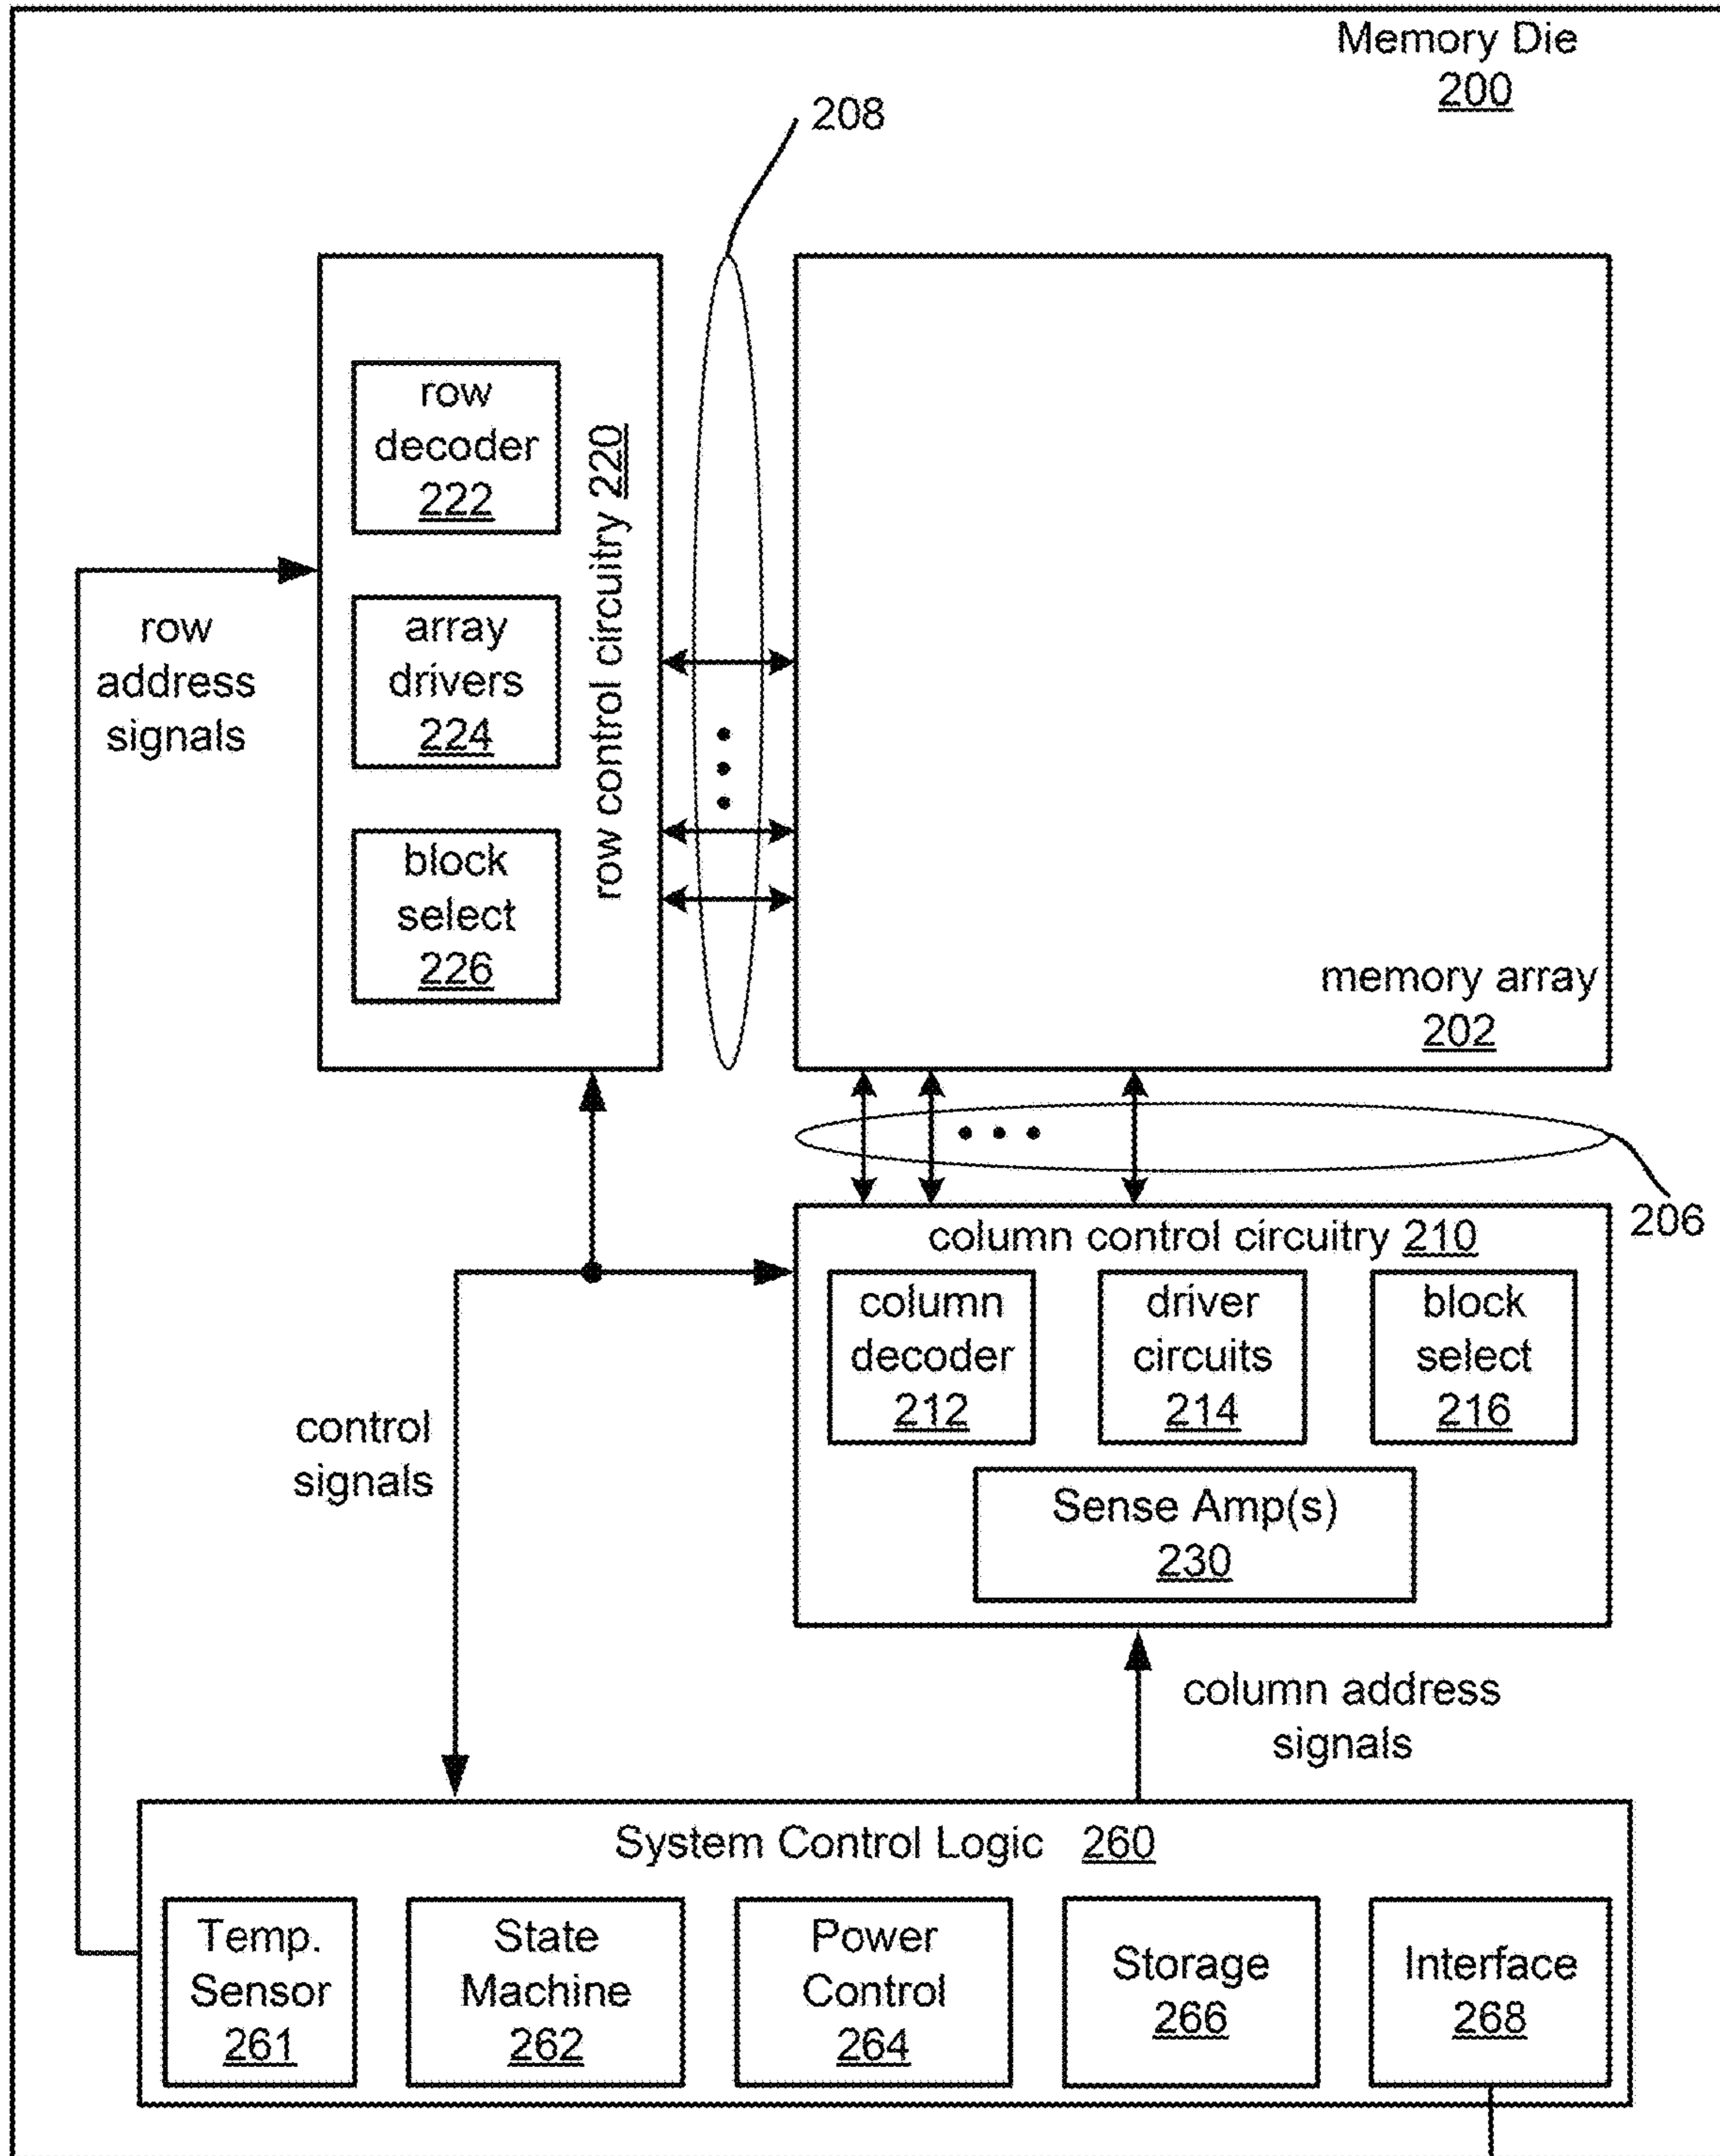 Memory Die
200
208
row
decoder
222
array
drivers
224
block
select
226
row control circuitry 220
row
address
signals
memory array
202
206
column control circuitry 210
column
decoder
212
driver
circuits
214
block
select
216
Sense Amp(s)
230
control
signals
column address
signals
System Control Logic 260
Temp.
Sensor
261
State
Machine
262
Power
Control
264
Storage
266
Interface
268